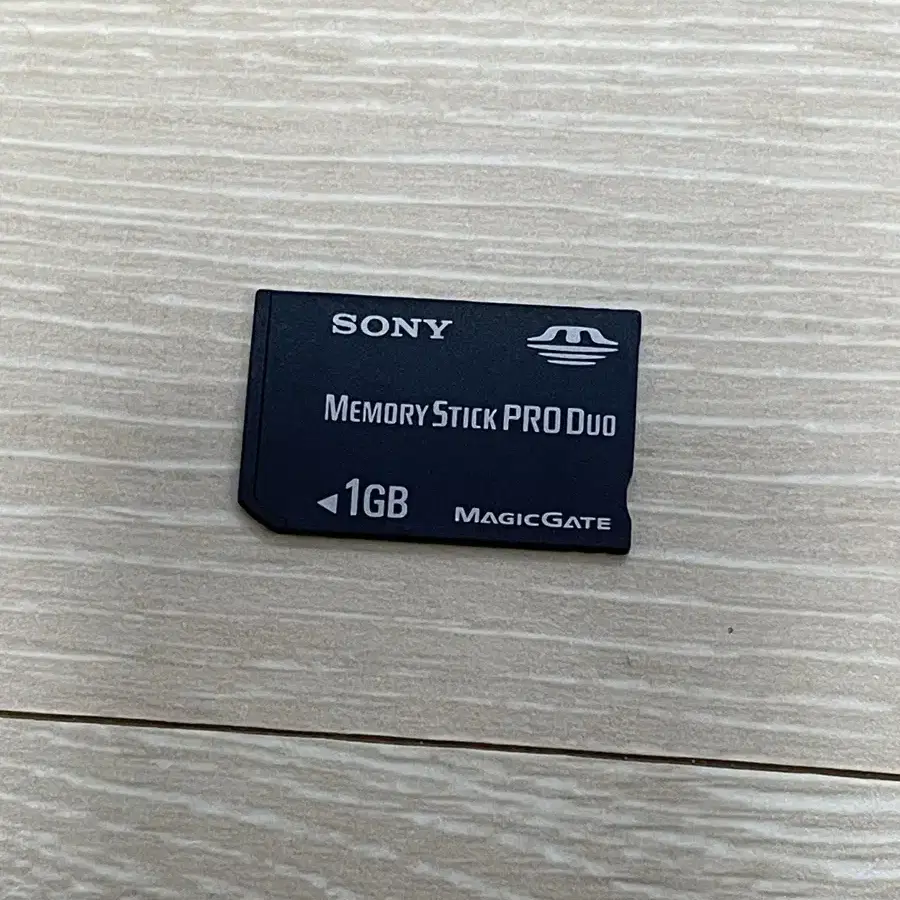 SONY
MEMORY STICK PRO DUO
◄1GB
MAGICGATE